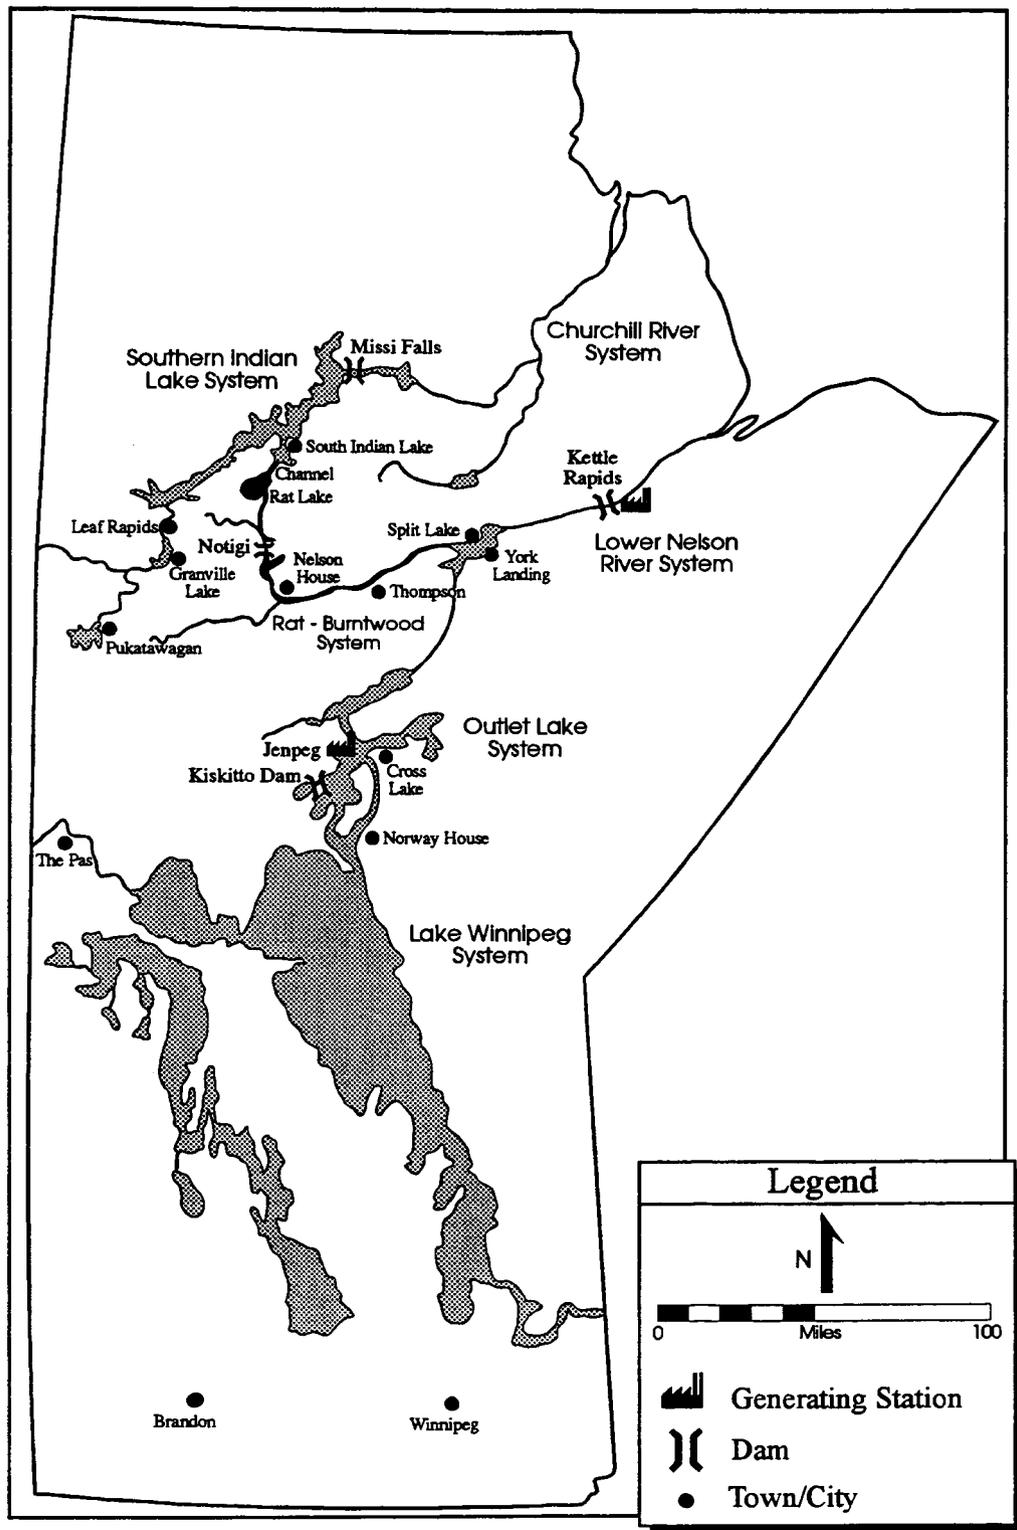 Churchill River
System
Southern Indian
Lake System
Missi Falls
South Indian Lake
Kettle
Rapids
Channel
Rat Lake
Leaf Rapids
Split Lake
Notigi
Lower Nelson
River System
Nelson
House
York
Landing
Granville
Lake
Thompson
Rat - Burntwood
System
Pukatawagan
Outlet Lake
System
Jenpeg
Kiskitto Dam
Cross
Lake
Norway House
The Pas
Lake Winnipeg
System
Legend
N
0
Miles
100
Generating Station
Dam
Town/City
Brandon
Winnipeg